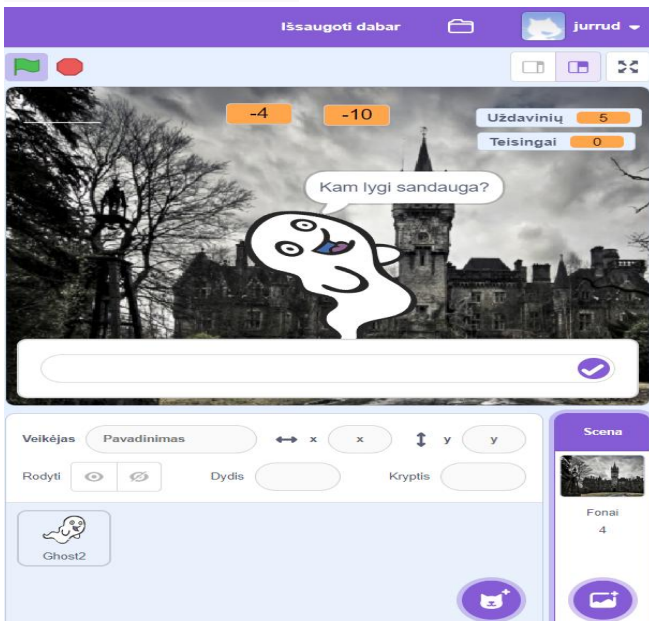 Išsaugoti dabar jurrud
-4 -10
Uždavinių 5
Teisingai 0
Kam lygi sandauga?
Veikėjas Pavadinimas x x y y
Rodyti Dydis Kryptis
Scena
Fonai
4
Ghost2